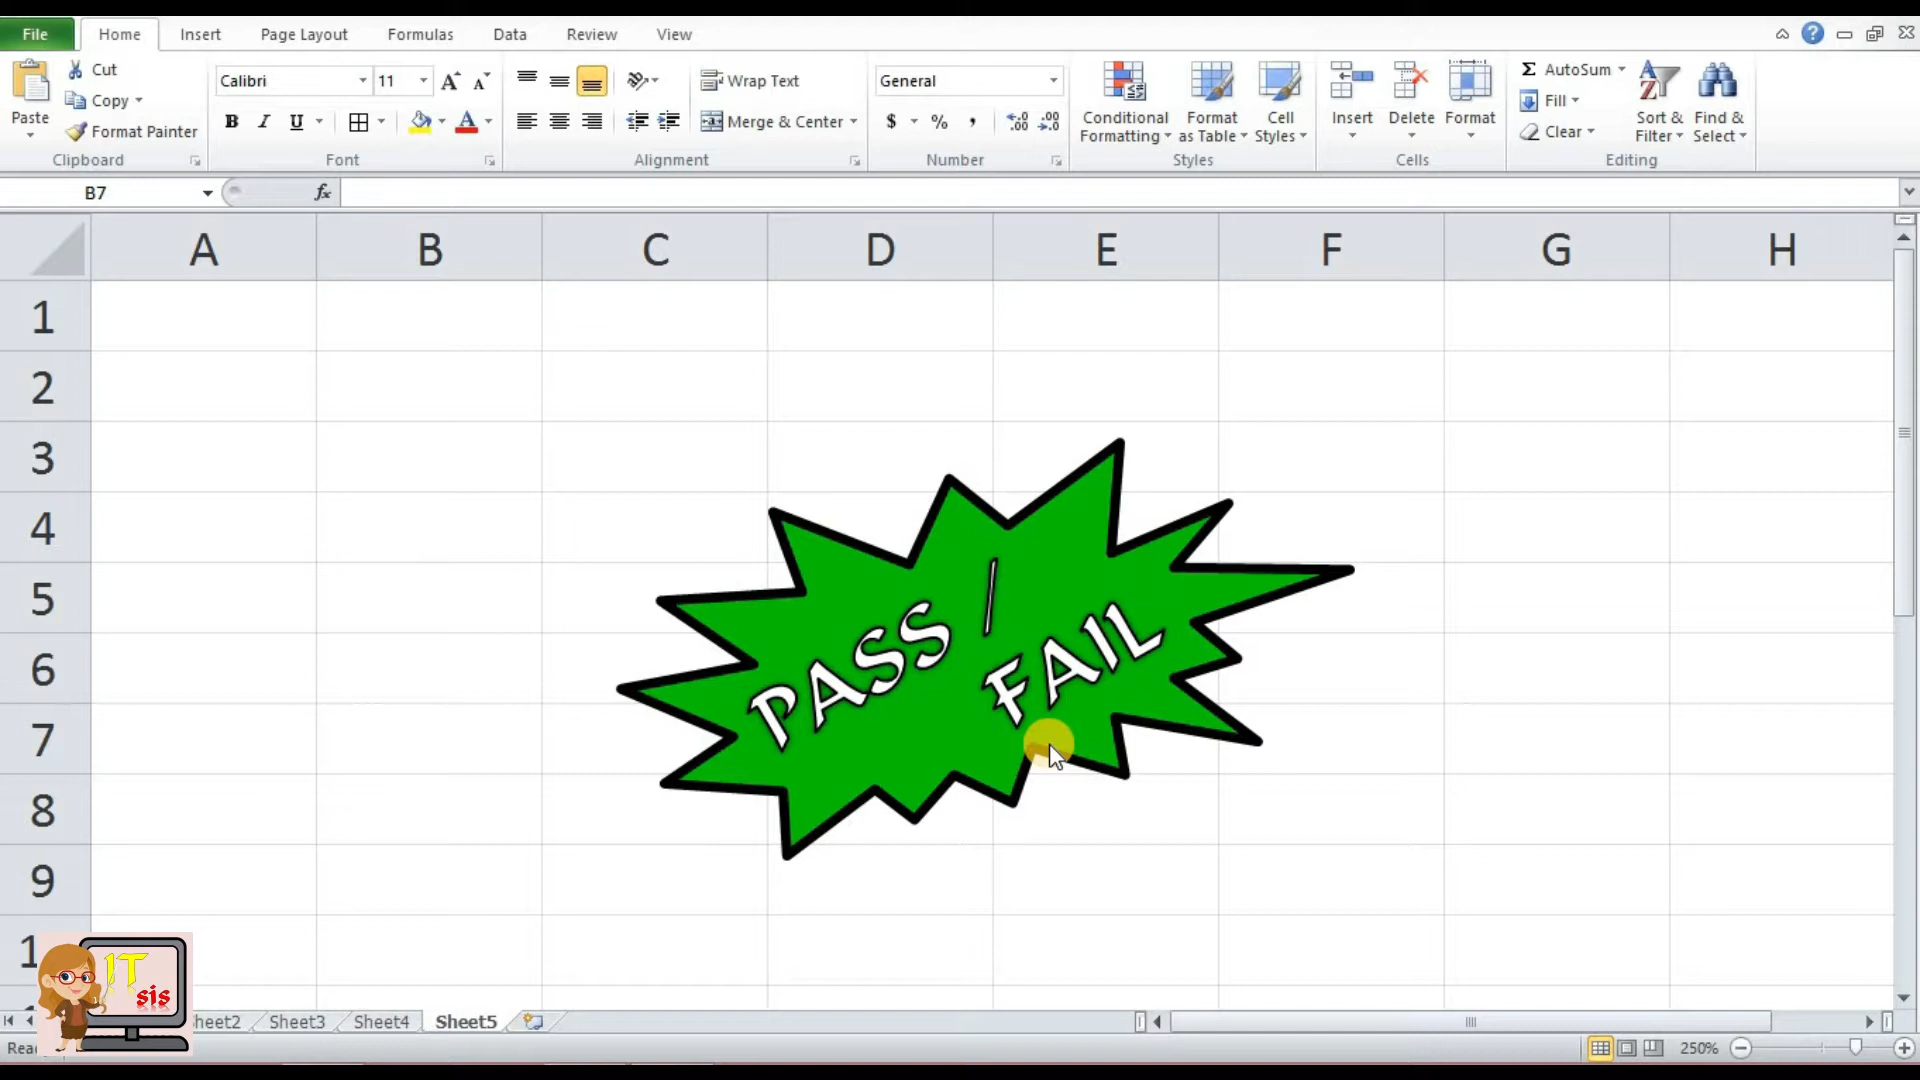 File Home Insert Page Layout Formulas Data Review View
Cut
Copy
Format Painter
Paste
Clipboard
Calibri 11
B I U
Font
Wrap Text
Merge & Center
Alignment
General
$ % ,
Number
Conditional
Formatting
Format
as Table
Cell
Styles
Styles
Insert Delete Format
Cells
Σ AutoSum
Fill
Clear
Sort &
Filter
Find &
Select
Editing
B7 fx
A B C D E F G H
1
2
3
4
5
6
7
8
9
PASS /
FAIL
IT
sis
Sheet3 Sheet4 Sheet5
250%